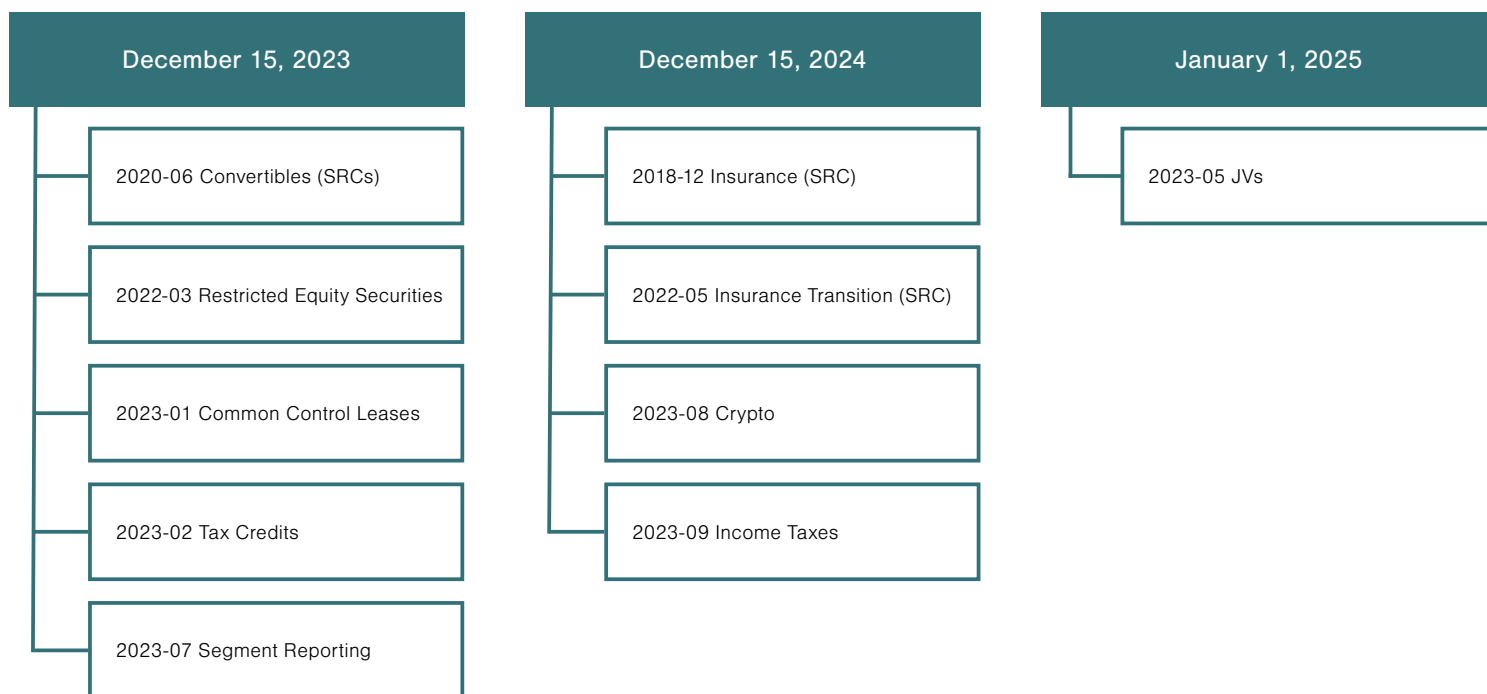 December 15, 2023
2020-06 Convertibles (SRCs)
2022-03 Restricted Equity Securities
2023-01 Common Control Leases
2023-02 Tax Credits
2023-07 Segment Reporting
December 15, 2024
2018-12 Insurance (SRC)
2022-05 Insurance Transition (SRC)
2023-08 Crypto
2023-09 Income Taxes
January 1, 2025
2023-05 JVs